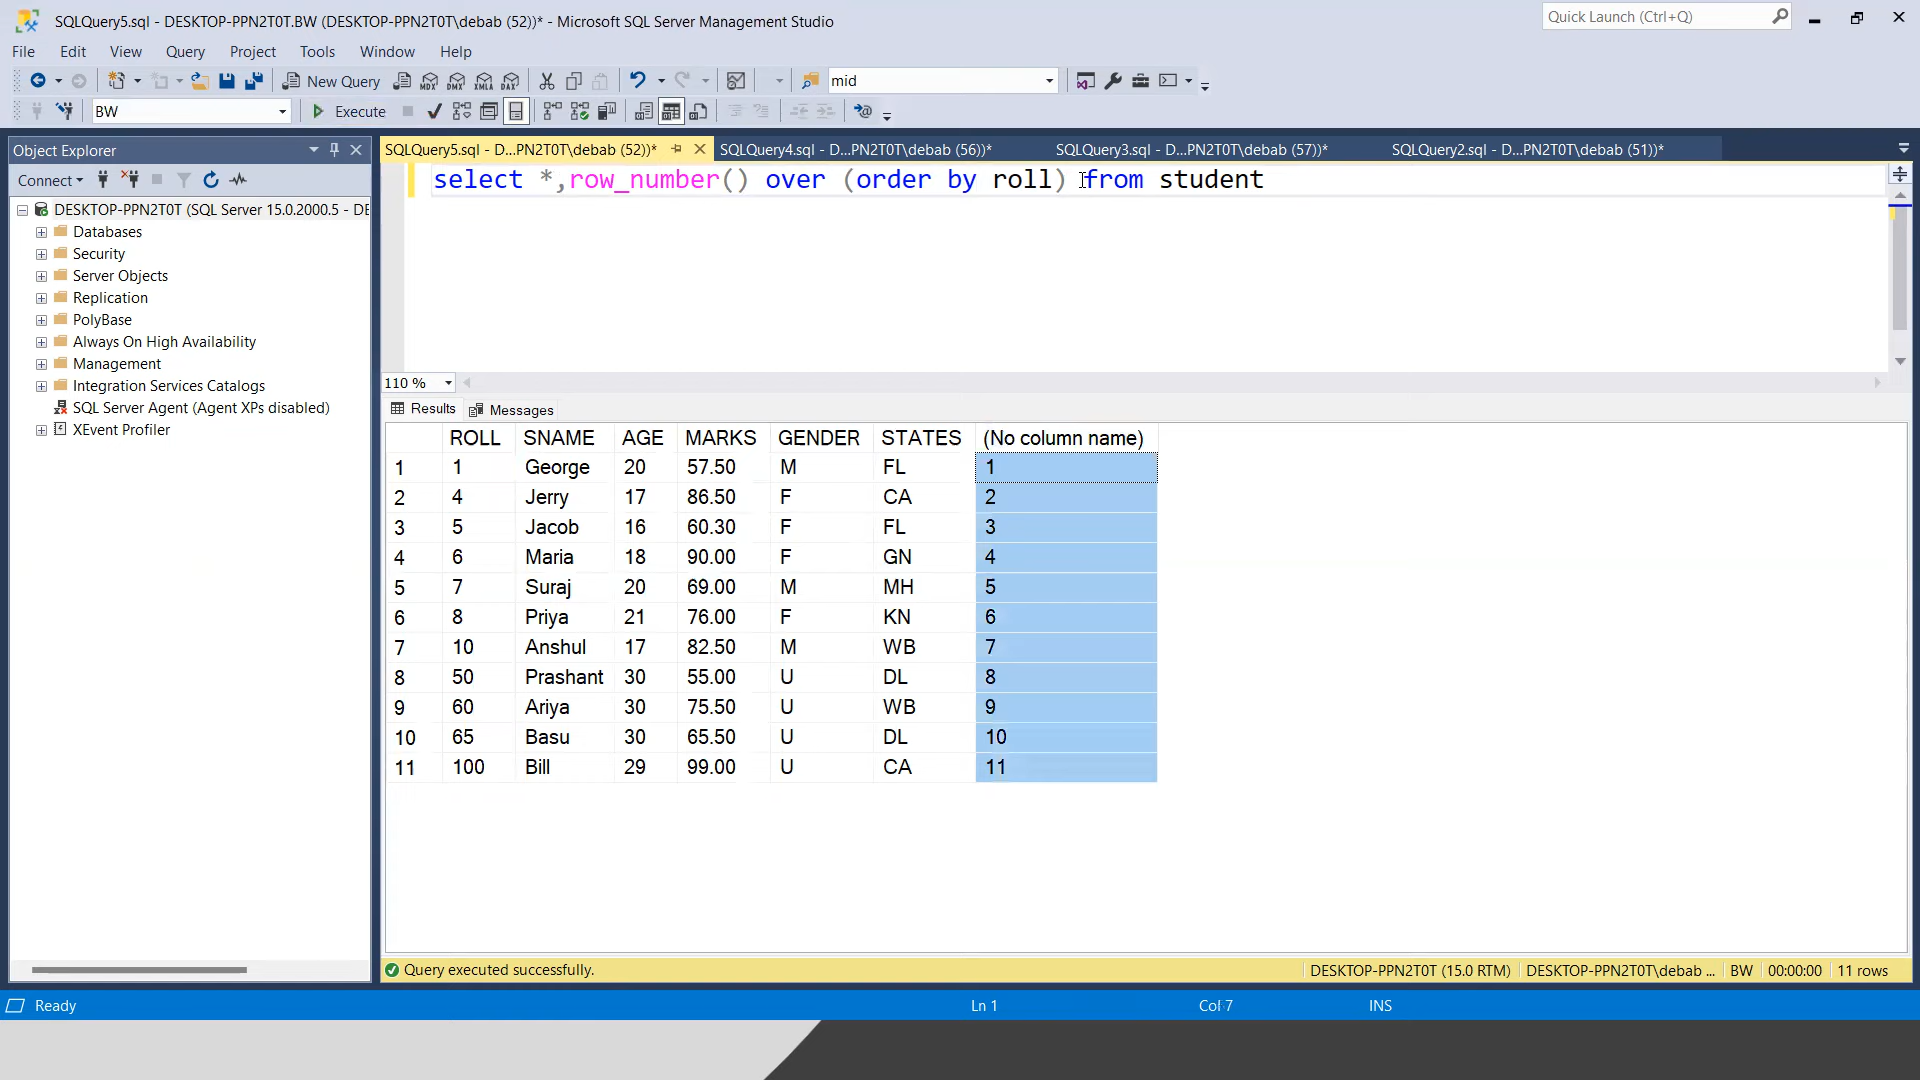 SQLQuery5.sql - DESKTOP-PPN2T0T.BW (DESKTOP-PPN2T0T\debab (52))* - Microsoft SQL Server Management Studio
Quick Launch (Ctrl+Q)
File Edit View Query Project Tools Window Help
New Query MDX DMX XMLA DAX mid
BW Execute
Object Explorer
SQLQuery5.sql - D...PN2T0T\debab (52))* SQLQuery4.sql - D...PN2T0T\debab (56))* SQLQuery3.sql - D...PN2T0T\debab (57))* SQLQuery2.sql - D...PN2T0T\debab (51))*
Connect
DESKTOP-PPN2T0T (SQL Server 15.0.2000.5 - DE
Databases
Security
Server Objects
Replication
PolyBase
Always On High Availability
Management
Integration Services Catalogs
SQL Server Agent (Agent XPs disabled)
XEvent Profiler
select *,row_number() over (order by roll) from student
110 %
Results Messages
ROLL SNAME AGE MARKS GENDER STATES (No column name)
1 1 George 20 57.50 M FL 1
2 4 Jerry 17 86.50 F CA 2
3 5 Jacob 16 60.30 F FL 3
4 6 Maria 18 90.00 F GN 4
5 7 Suraj 20 69.00 M MH 5
6 8 Priya 21 76.00 F KN 6
7 10 Anshul 17 82.50 M WB 7
8 50 Prashant 30 55.00 U DL 8
9 60 Ariya 30 75.50 U WB 9
10 65 Basu 30 65.50 U DL 10
11 100 Bill 29 99.00 U CA 11
Query executed successfully. DESKTOP-PPN2T0T (15.0 RTM) DESKTOP-PPN2T0T\debab ... BW 00:00:00 11 rows
Ready Ln 1 Col 7 INS